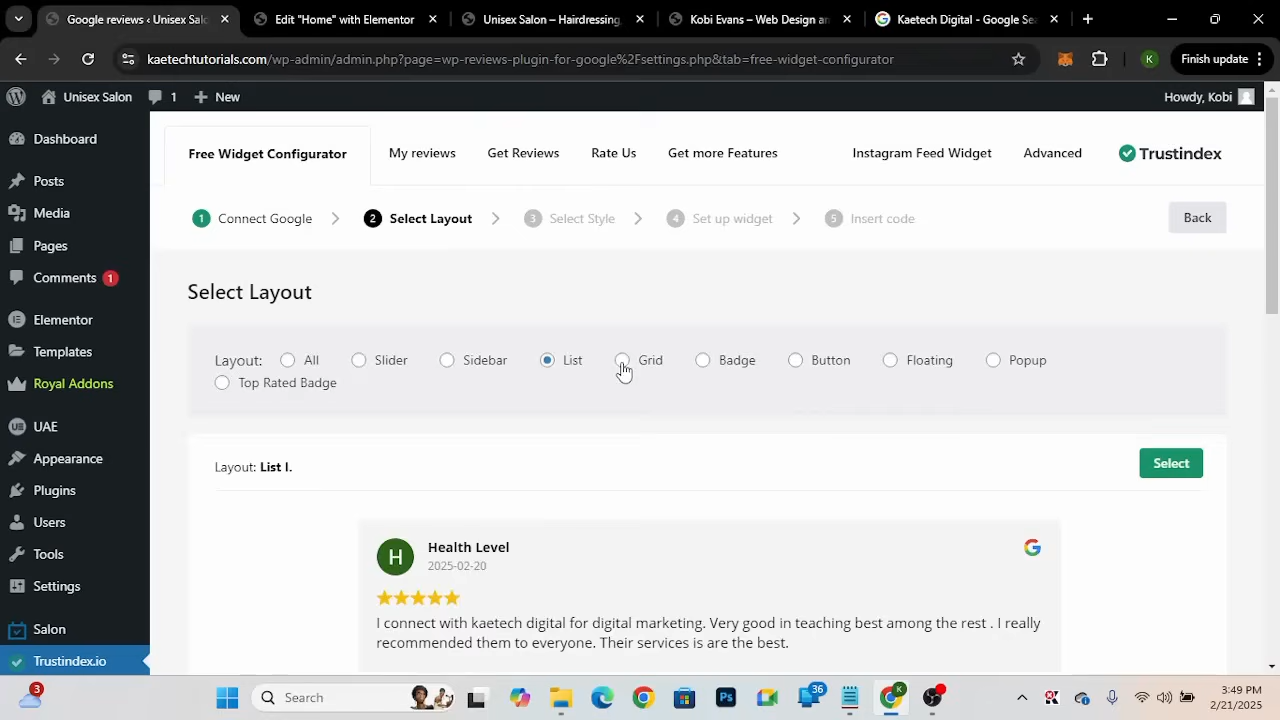 Google reviews ‹ Unisex Sal
Edit "Home" with Elementor
Unisex Salon – Hairdressing,
Kobi Evans – Web Design an
Kaetech Digital - Google Se
kaetechtutorials.com/wp-admin/admin.php?page=wp-reviews-plugin-for-google%2Fsettings.php&tab=free-widget-configurator
K
Finish update
Unisex Salon
1
New
Howdy, Kobi
Dashboard
Posts
Media
Pages
Comments 1
Elementor
Templates
Royal Addons
UE UAE
Appearance
Plugins
Users
Tools
Settings
Salon
Trustindex.io
Free Widget Configurator
My reviews
Get Reviews
Rate Us
Get more Features
Instagram Feed Widget
Advanced
Trustindex
1 Connect Google
2 Select Layout
3 Select Style
4 Set up widget
5 Insert code
Back
Select Layout
Layout: All Slider Sidebar List Grid Badge Button Floating Popup
Top Rated Badge
Layout: List I.
Select
H
Health Level
2025-02-20
I connect with kaetech digital for digital marketing. Very good in teaching best among the rest . I really
recommended them to everyone. Their services is are the best.
3
Search
Ps
36
K
3:49 PM
2/21/2025